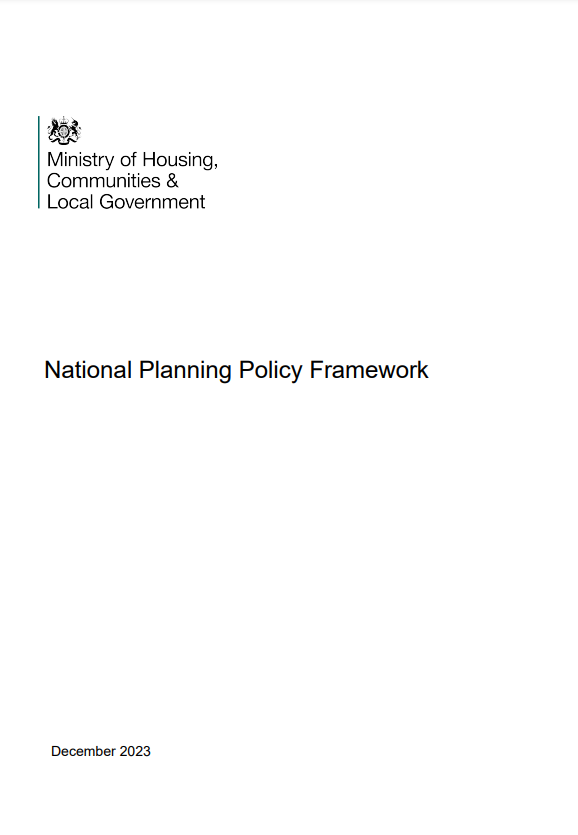 Ministry of Housing,
Communities &
Local Government
National Planning Policy Framework
December 2023